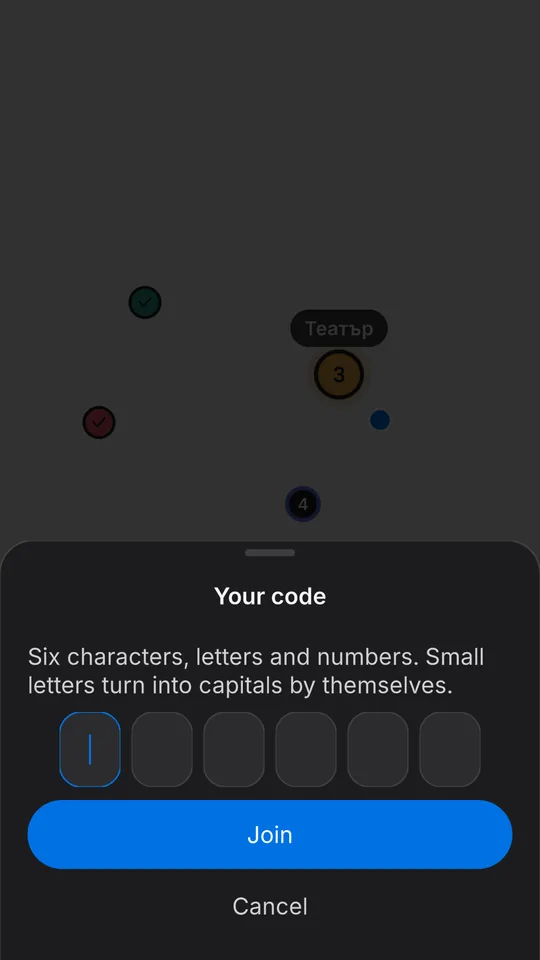 Театър
3
4
Your code
Six characters, letters and numbers. Small
letters turn into capitals by themselves.
Join
Cancel